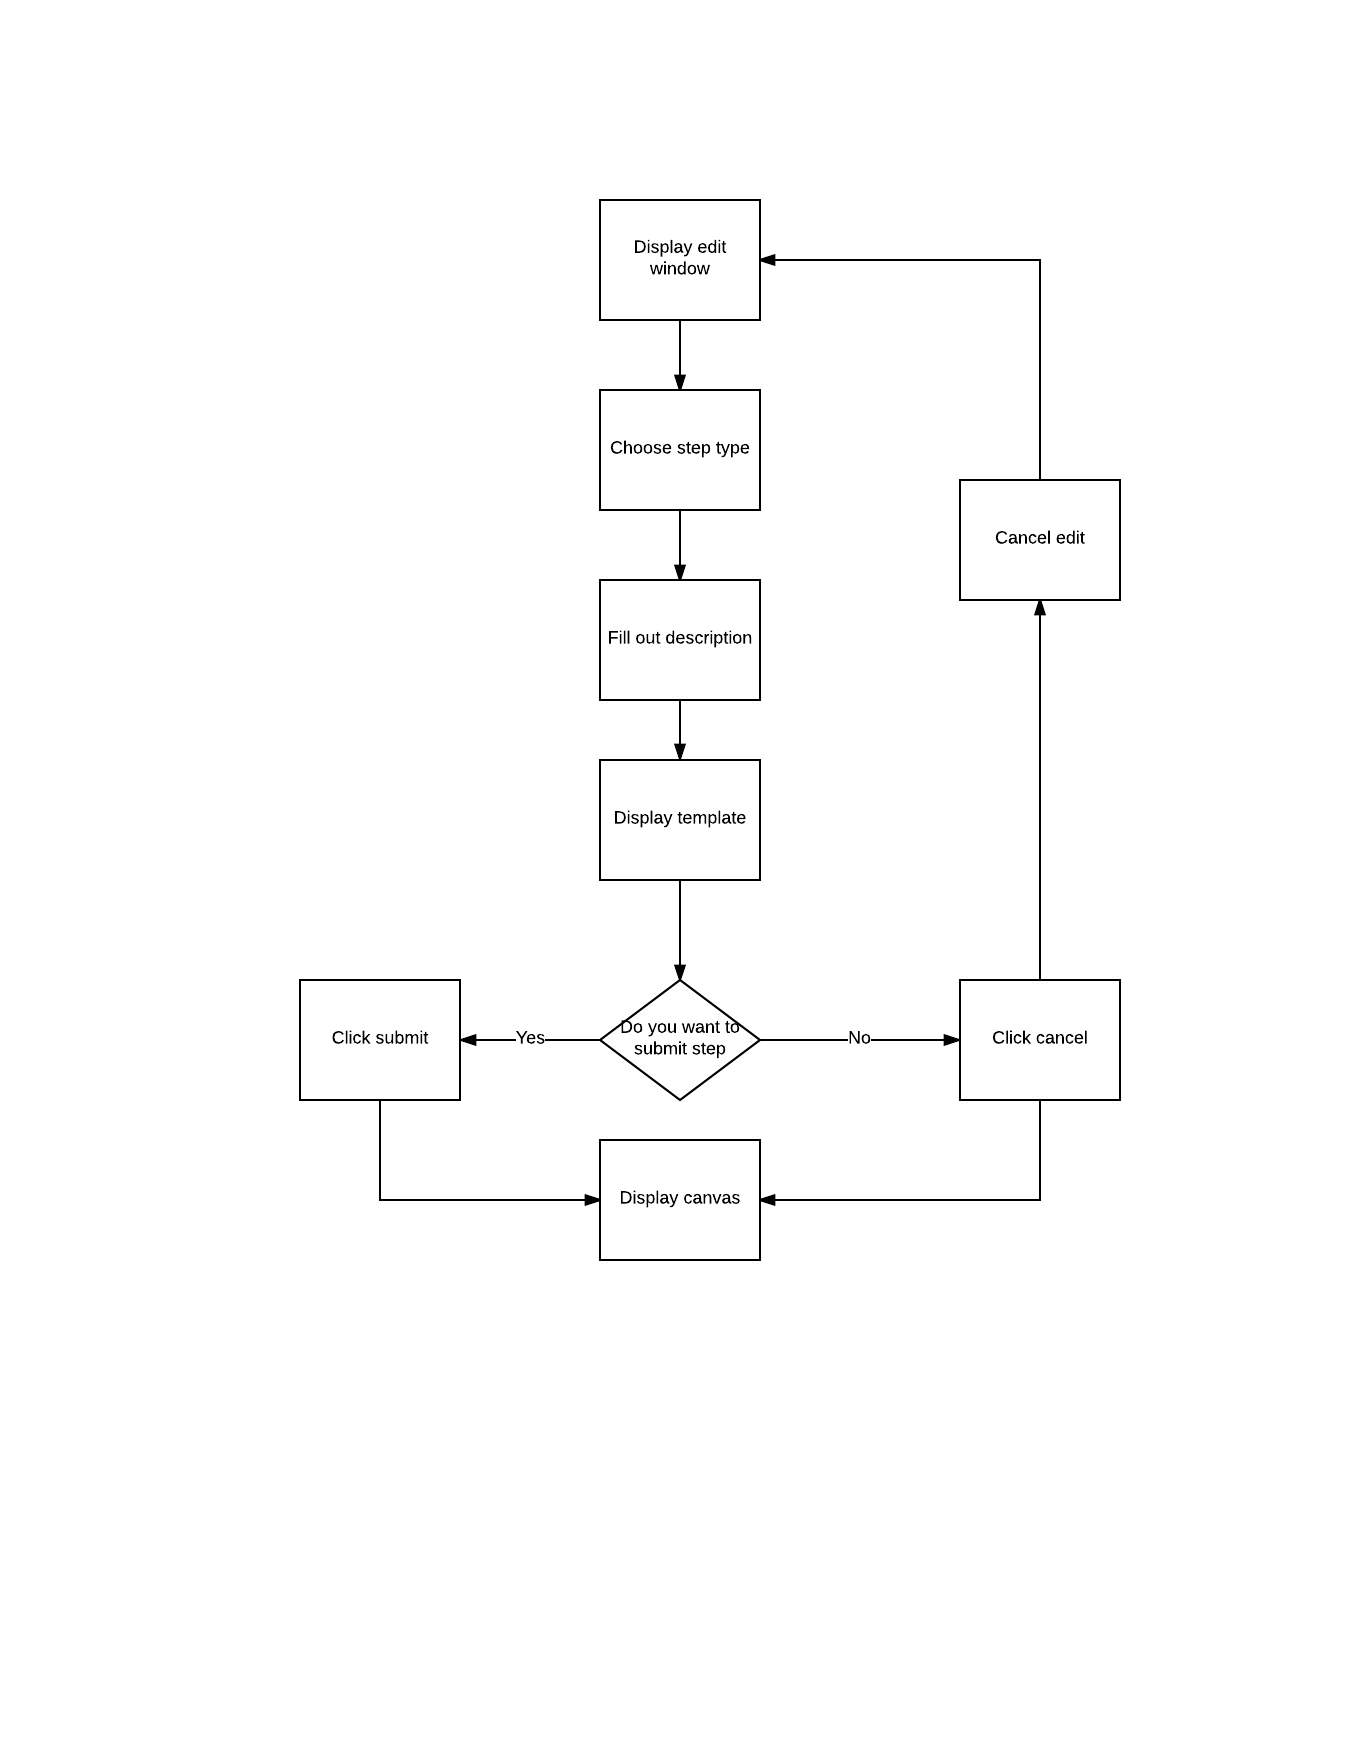 Display edit
window
Choose step type
Cancel edit
Fill out description
Display template
Click submit
Yes
Do you want to
submit step
No
Click cancel
Display canvas